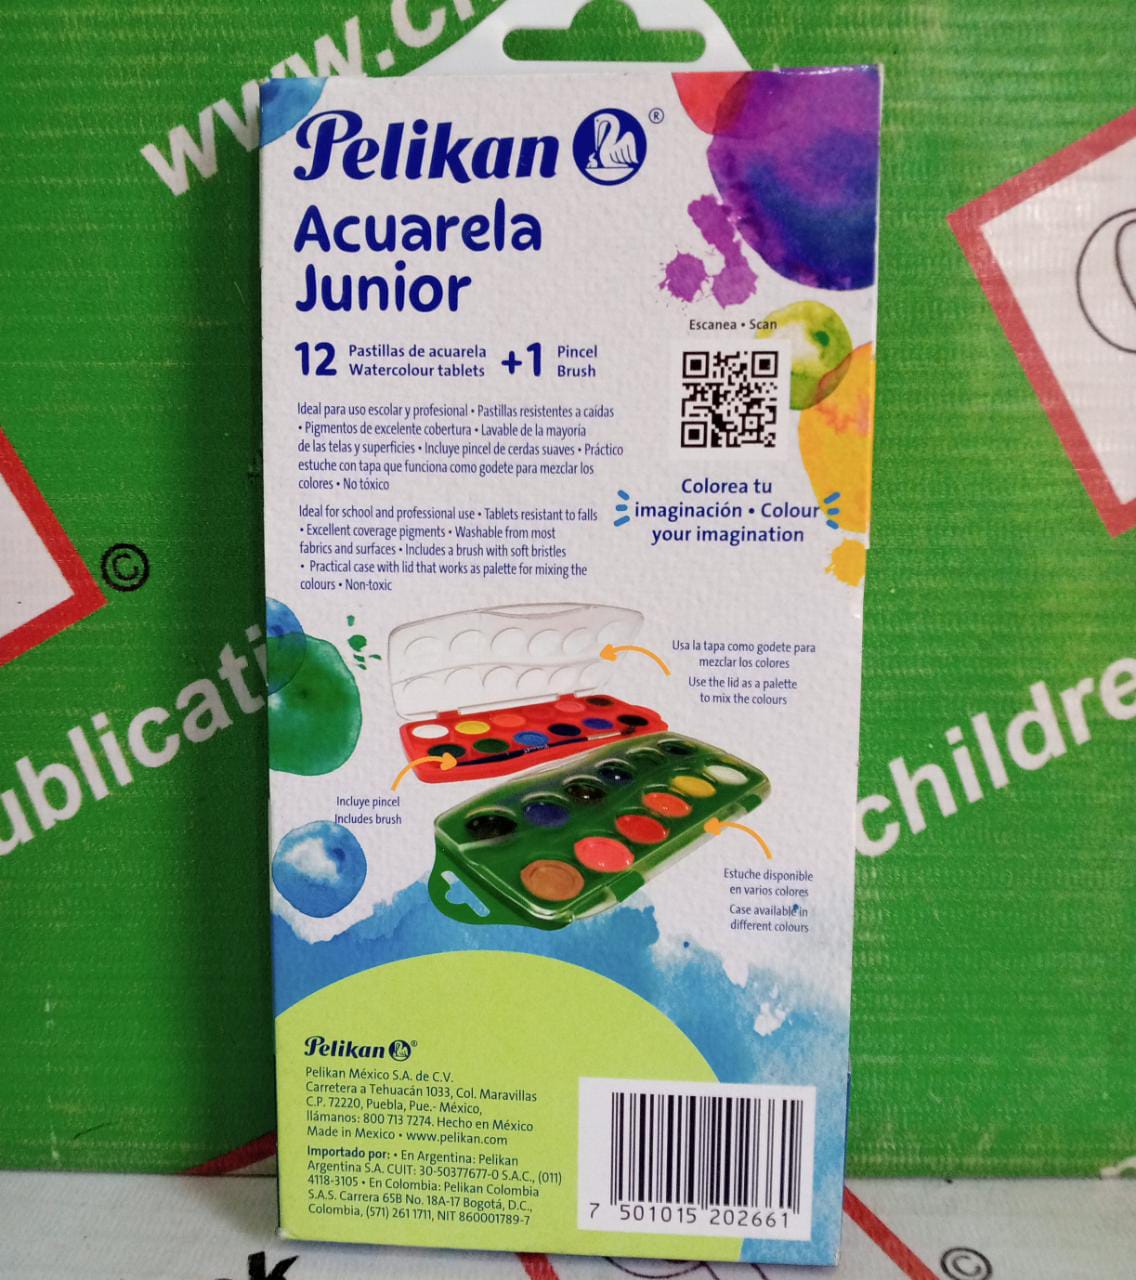 Pelikan ®
Acuarela
Junior
12 Pastillas de acuarela +1 Pincel
Watercolour tablets Brush
Escanea • Scan
Ideal para uso escolar y profesional • Pastillas resistentes a caídas
• Pigmentos de excelente cobertura • Lavable de la mayoría
de las telas y superficies • Incluye pincel de cerdas suaves • Práctico
estuche con tapa que funciona como godete para mezclar los
colores • No tóxico
Ideal for school and professional use • Tablets resistant to falls
• Excellent coverage pigments • Washable from most
fabrics and surfaces • Includes a brush with soft bristles
• Practical case with lid that works as palette for mixing the
colours • Non-toxic
Colorea tu
imaginación • Colour
your imagination
Usa la tapa como godete para
mezclar los colores
Use the lid as a palette
to mix the colours
Incluye pincel
Includes brush
Estuche disponible
en varios colores
Case available in
different colours
Pelikan ®
Pelikan México S.A. de C.V.
Carretera a Tehuacán 1033, Col. Maravillas
C.P. 72220, Puebla, Pue.- México,
llámanos: 800 713 7274. Hecho en México
Made in Mexico • www.pelikan.com
Importado por: • En Argentina: Pelikan
Argentina S.A. CUIT: 30-50377677-0 S.A.C., (011)
4118-3105 • En Colombia: Pelikan Colombia
S.A.S. Carrera 65B No. 18A-17 Bogotá, D.C.,
Colombia, (571) 261 1711, NIT 860001789-7
7 501015 202661
www.c
©
ublicati
childre
©